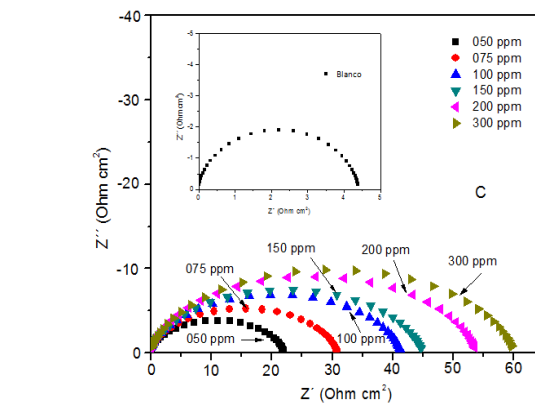 -40
-30
-20
-10
0
Z´´ (Ohm cm²)
0
10
20
30
40
50
60
Z´ (Ohm cm²)
050 ppm
075 ppm
100 ppm
150 ppm
200 ppm
300 ppm
C
-5
-4
-3
-2
-1
0
Z´´ (Ohm cm²)
0
1
2
3
4
5
Z´ (Ohm cm²)
Blanco
075 ppm
150 ppm
200 ppm
300 ppm
050 ppm
100 ppm